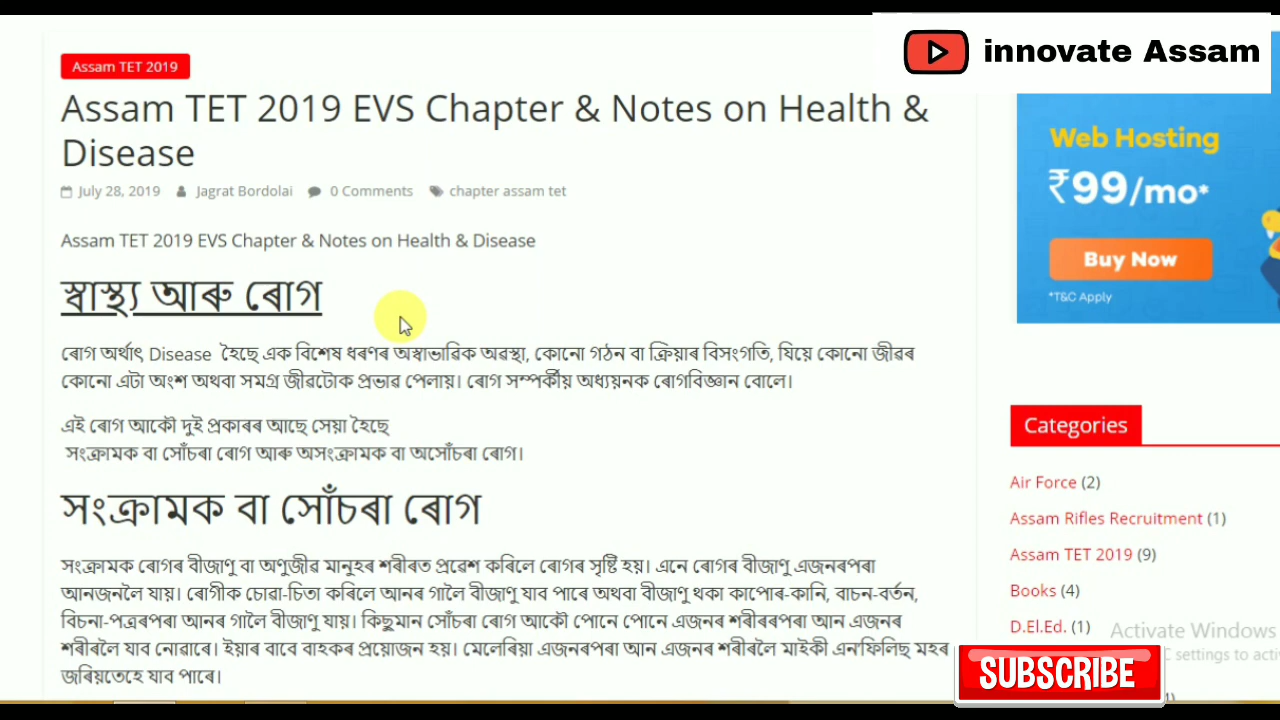 innovate Assam
Assam TET 2019
Assam TET 2019 EVS Chapter & Notes on Health &
Disease
July 28, 2019 Jagrat Bordolai 0 Comments chapter assam tet
Assam TET 2019 EVS Chapter & Notes on Health & Disease
স্বাস্থ্য আৰু ৰোগ
ৰোগ অৰ্থাৎ Disease হৈছে এক বিশেষ ধৰণৰ অস্বাভাৱিক অৱস্থা, কোনো গঠন বা ক্ৰিয়াৰ বিসংগতি, যিয়ে কোনো জীৱৰ
কোনো এটা অংশ অথবা সমগ্ৰ জীৱটোক প্ৰভাৱ পেলায়। ৰোগ সম্পৰ্কীয় অধ্যয়নক ৰোগবিজ্ঞান বোলে।
এই ৰোগ আকৌ দুই প্ৰকাৰৰ আছে সেয়া হৈছে
সংক্ৰামক বা সোঁচৰা ৰোগ আৰু অসংক্ৰামক বা অসোঁচৰা ৰোগ।
সংক্ৰামক বা সোঁচৰা ৰোগ
সংক্ৰামক ৰোগৰ বীজাণু বা অণুজীৱ মানুহৰ শৰীৰত প্ৰৱেশ কৰিলে ৰোগৰ সৃষ্টি হয়। এনে ৰোগৰ বীজাণু এজনৰপৰা
আনজনলৈ যায়। ৰোগীক চোৱা-চিতা কৰিলে আনৰ গালৈ বীজাণু যাব পাৰে অথবা বীজাণু থকা কাপোৰ-কানি, বাচন-বৰ্তন,
বিচনা-পত্ৰৰপৰা আনৰ গালৈ বীজাণু যায়। কিছুমান সোঁচৰা ৰোগ আকৌ পোনে পোনে এজনৰ শৰীৰৰপৰা আন এজনৰ
শৰীৰলৈ যাব নোৱাৰে। ইয়াৰ বাবে বাহকৰ প্ৰয়োজন হয়। মেলেৰিয়া এজনৰপৰা আন এজনৰ শৰীৰলৈ মাইকী এন'ফিলিছ মহৰ
জৰিয়তেহে যাব পাৰে।
Web Hosting
₹99/mo*
Buy Now
*T&C Apply
Categories
Air Force (2)
Assam Rifles Recruitment (1)
Assam TET 2019 (9)
Books (4)
D.El.Ed. (1)
Activate Windows
C settings to acti
SUBSCRIBE